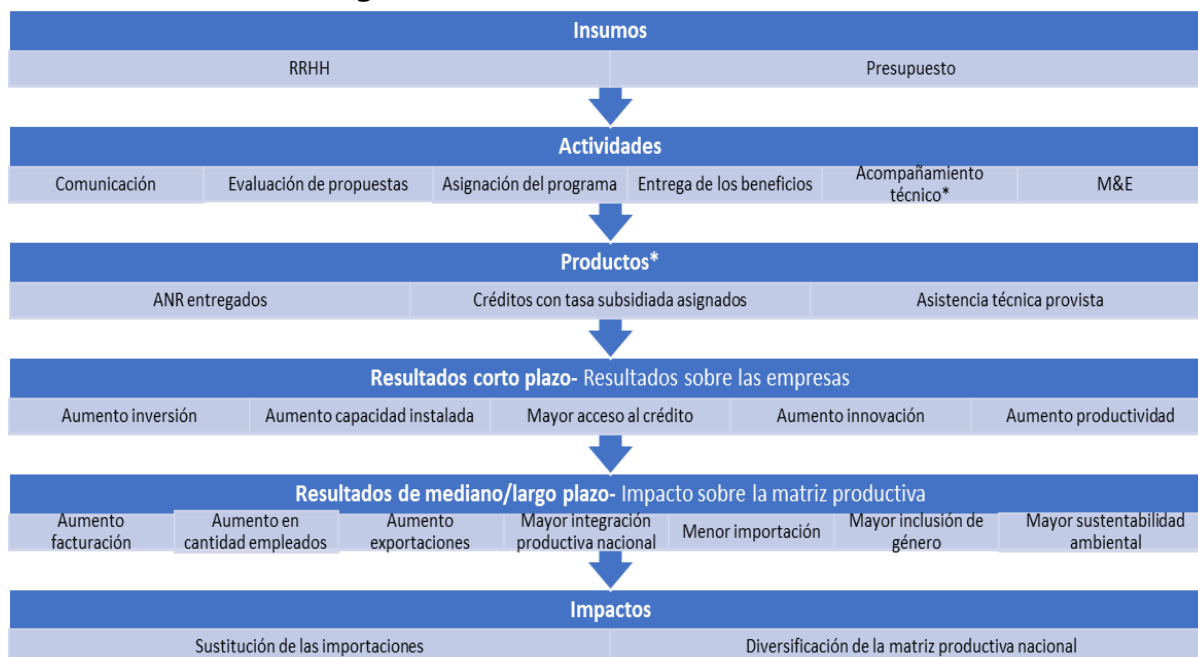 Insumos
RRHH
Presupuesto
Actividades
Comunicación
Evaluación de propuestas
Asignación del programa
Entrega de los beneficios
Acompañamiento
técnico*
M&E
Productos*
ANR entregados
Créditos con tasa subsidiada asignados
Asistencia técnica provista
Resultados corto plazo- Resultados sobre las empresas
Aumento inversión
Aumento capacidad instalada
Mayor acceso al crédito
Aumento innovación
Aumento productividad
Resultados de mediano/largo plazo- Impacto sobre la matriz productiva
Aumento
facturación
Aumento en
cantidad empleados
Aumento
exportaciones
Mayor integración
productiva nacional
Menor importación
Mayor inclusión de
género
Mayor sustentabilidad
ambiental
Impactos
Sustitución de las importaciones
Diversificación de la matriz productiva nacional